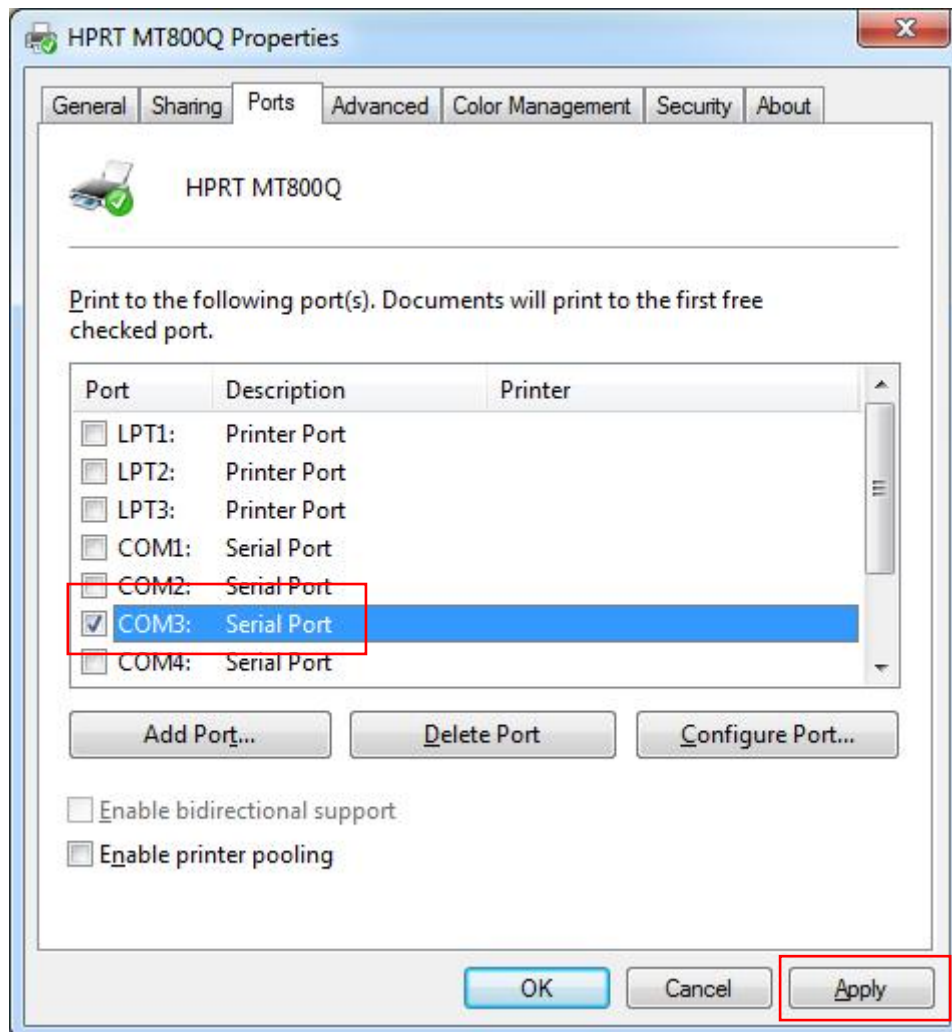 HPRT MT800Q Properties
General Sharing Ports Advanced Color Management Security About
HPRT MT800Q
Print to the following port(s). Documents will print to the first free
checked port.
Port Description Printer
LPT1: Printer Port
LPT2: Printer Port
LPT3: Printer Port
COM1: Serial Port
COM2: Serial Port
COM3: Serial Port
COM4: Serial Port
Add Port... Delete Port Configure Port...
Enable bidirectional support
Enable printer pooling
OK Cancel Apply